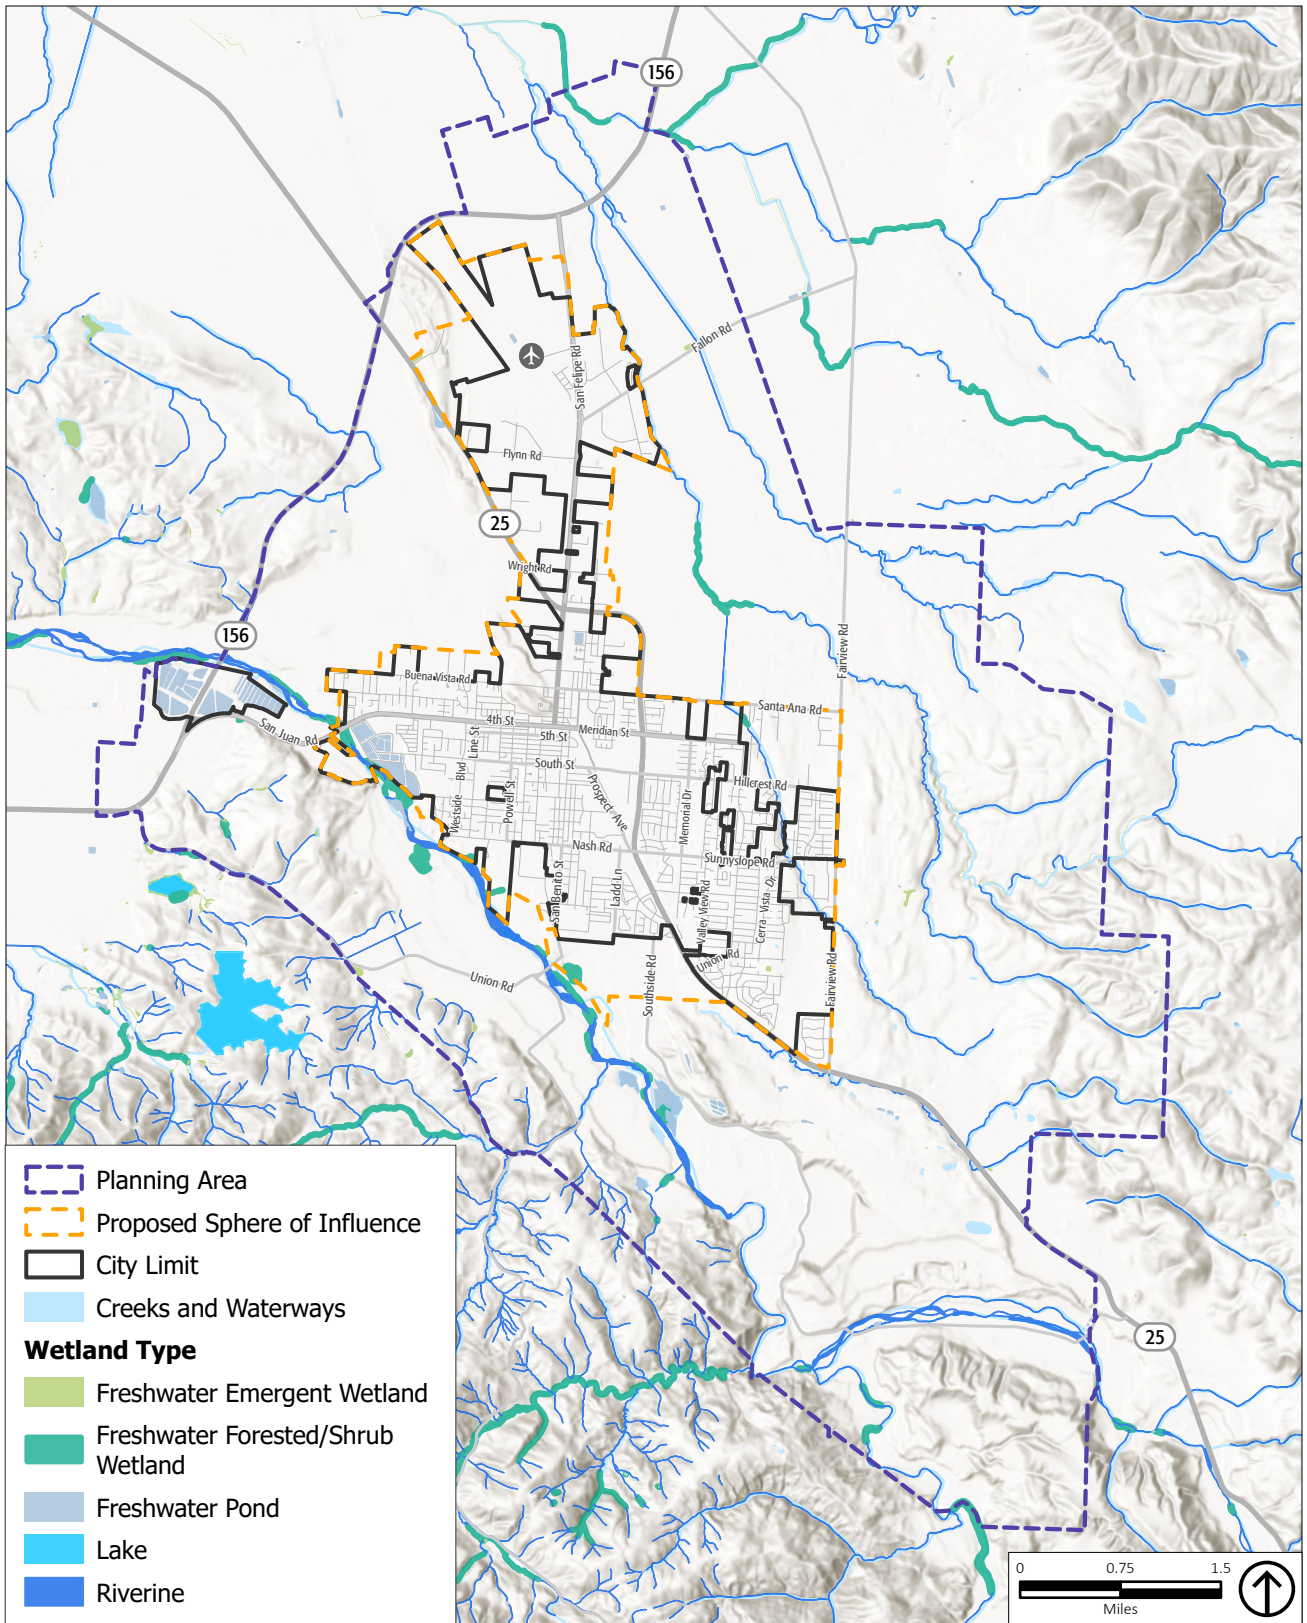 156
Fallon Rd
San Felipe Rd
Flynn Rd
25
Wright Rd
156
Fairview Rd
Buena Vista Rd
Santa Ana Rd
San Juan Rd
4th St
Meridian St
5th St
Line St
South St
Westside Blvd
Powell St
Prospect Ave
Hillcrest Rd
Memorial Dr
Nash Rd
Sunnyslope Rd
San Benito St
Ladd Ln
Valley View Rd
Cerra Vista Dr
Union Rd
Union Rd
Southside Rd
Fairview Rd
25
Planning Area
Proposed Sphere of Influence
City Limit
Creeks and Waterways
Wetland Type
Freshwater Emergent Wetland
Freshwater Forested/Shrub
Wetland
Freshwater Pond
Lake
Riverine
0 0.75 1.5
Miles